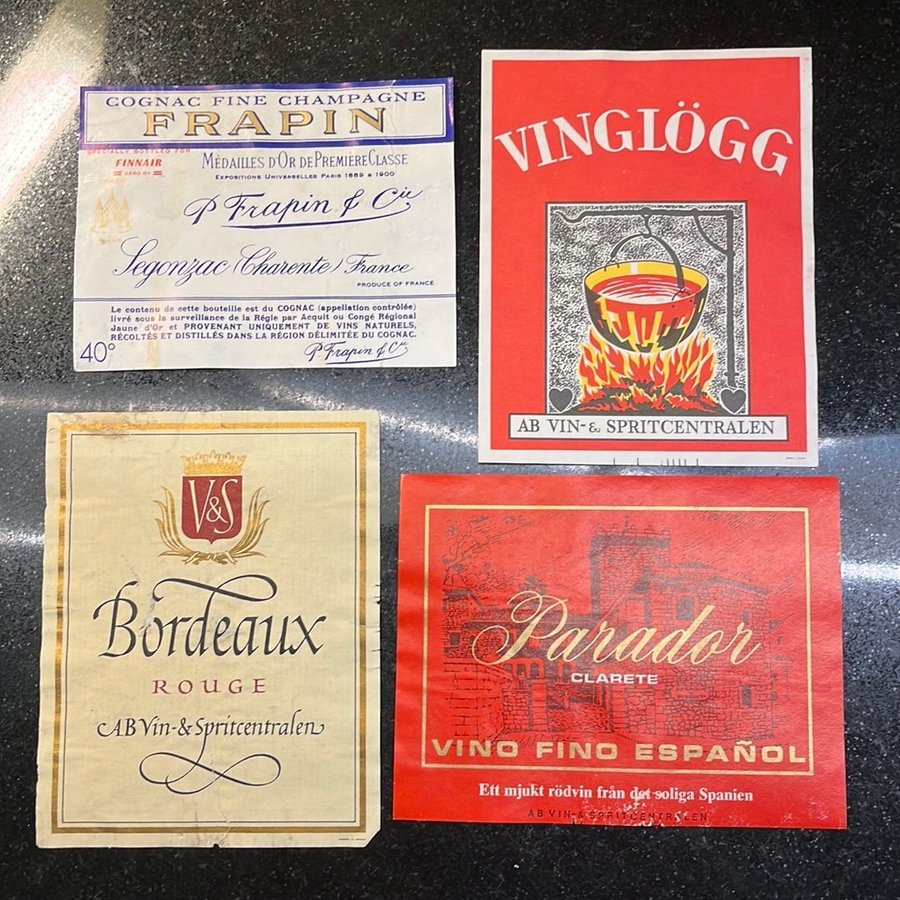 COGNAC FINE CHAMPAGNE
FRAPIN
SPECIALLY BOTTLED FOR
FINNAIR
MÉDAILLES D'OR DE PREMIÈRE CLASSE
EXPOSITIONS UNIVERSELLES PARIS 1889 & 1900
P. Frapin & Cie
Segonzac (Charente) France
PRODUCE OF FRANCE
Le contenu de cette bouteille est du COGNAC (appellation contrôlée)
livré sous la surveillance de la Régie par Acquit ou Congé Régional
Jaune d'Or et PROVENANT UNIQUEMENT DE VINS NATURELS,
RÉCOLTÉS ET DISTILLÉS DANS LA RÉGION DÉLIMITÉE DU COGNAC.
40° P. Frapin & Cie
VINGLÖGG
AB VIN- & SPRITCENTRALEN
V&S
Bordeaux
ROUGE
AB Vin- & Spritcentralen
Parador
CLARETE
VINO FINO ESPAÑOL
Ett mjukt rödvin från det soliga Spanien
AB VIN- & SPRITCENTRALEN